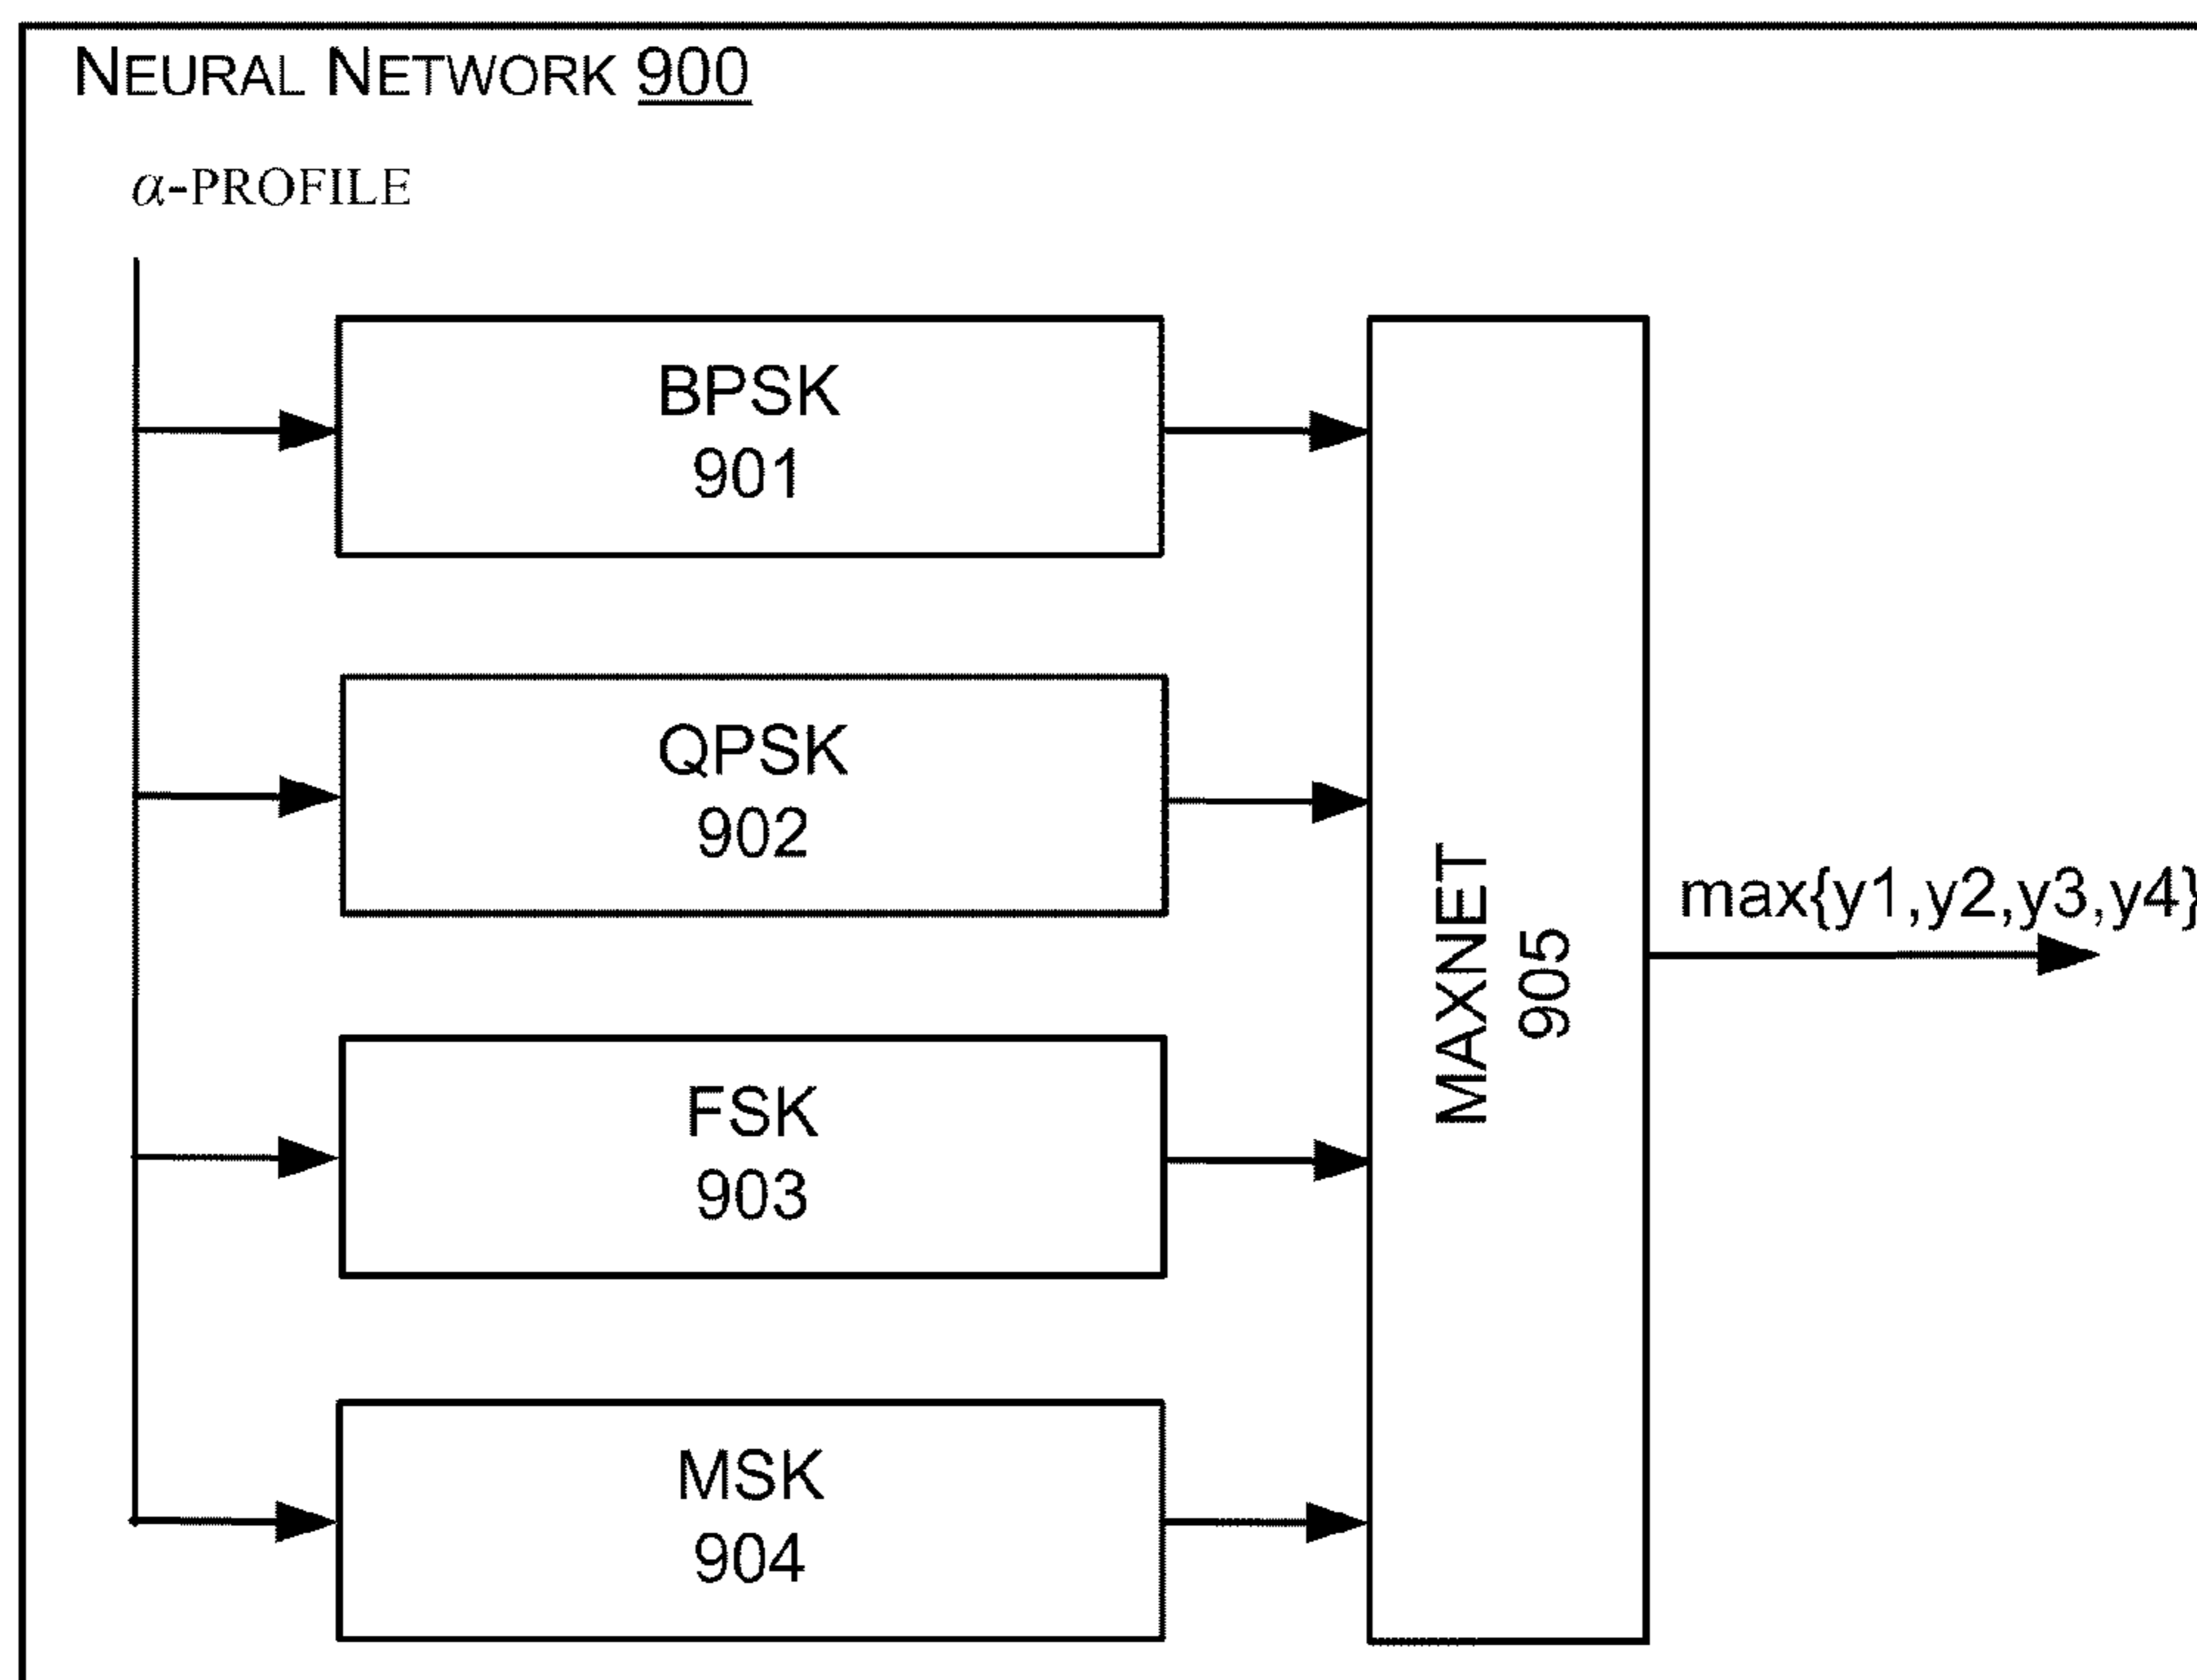 NEURAL NETWORK 900
α-PROFILE
BPSK
901
QPSK
902
FSK
903
MSK
904
MAXNET
905
max{y1,y2,y3,y4}